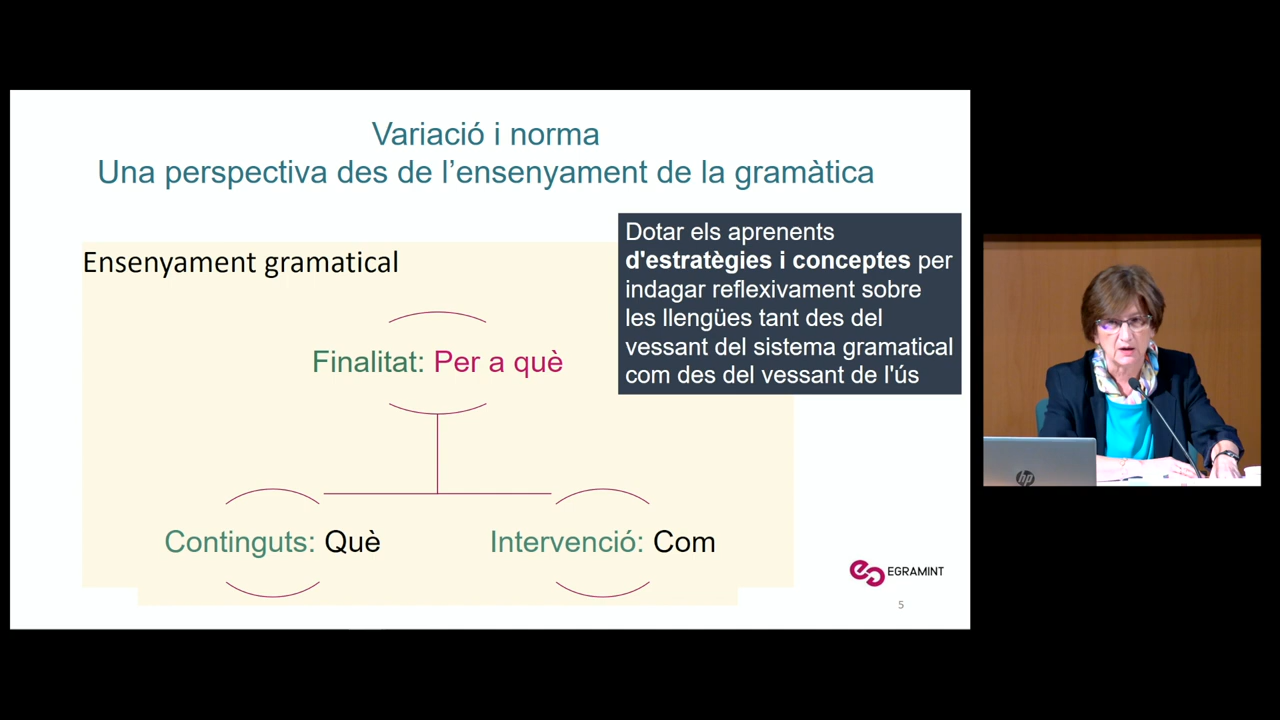 Variació i norma
Una perspectiva des de l'ensenyament de la gramàtica
Ensenyament gramatical
Dotar els aprenents
d'estratègies i conceptes per
indagar reflexivament sobre
les llengües tant des del
vessant del sistema gramatical
com des del vessant de l'ús
Finalitat: Per a què
Continguts: Què
Intervenció: Com
EGRAMINT
5
hp